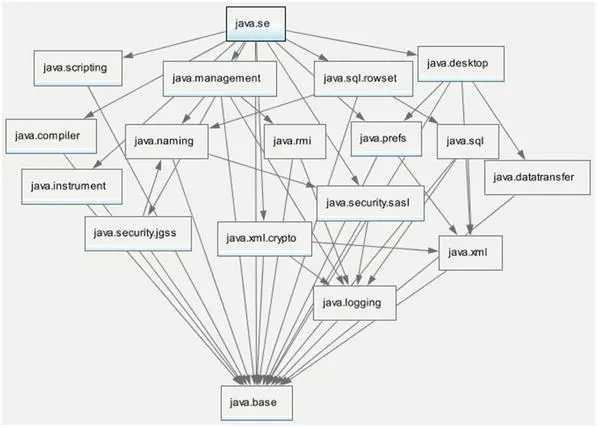 java.se
java.scripting
java.management
java.sql.rowset
java.desktop
java.compiler
java.naming
java.rmi
java.prefs
java.sql
java.instrument
java.datatransfer
java.security.jgss
java.xml.crypto
java.security.sasl
java.xml
java.logging
java.base